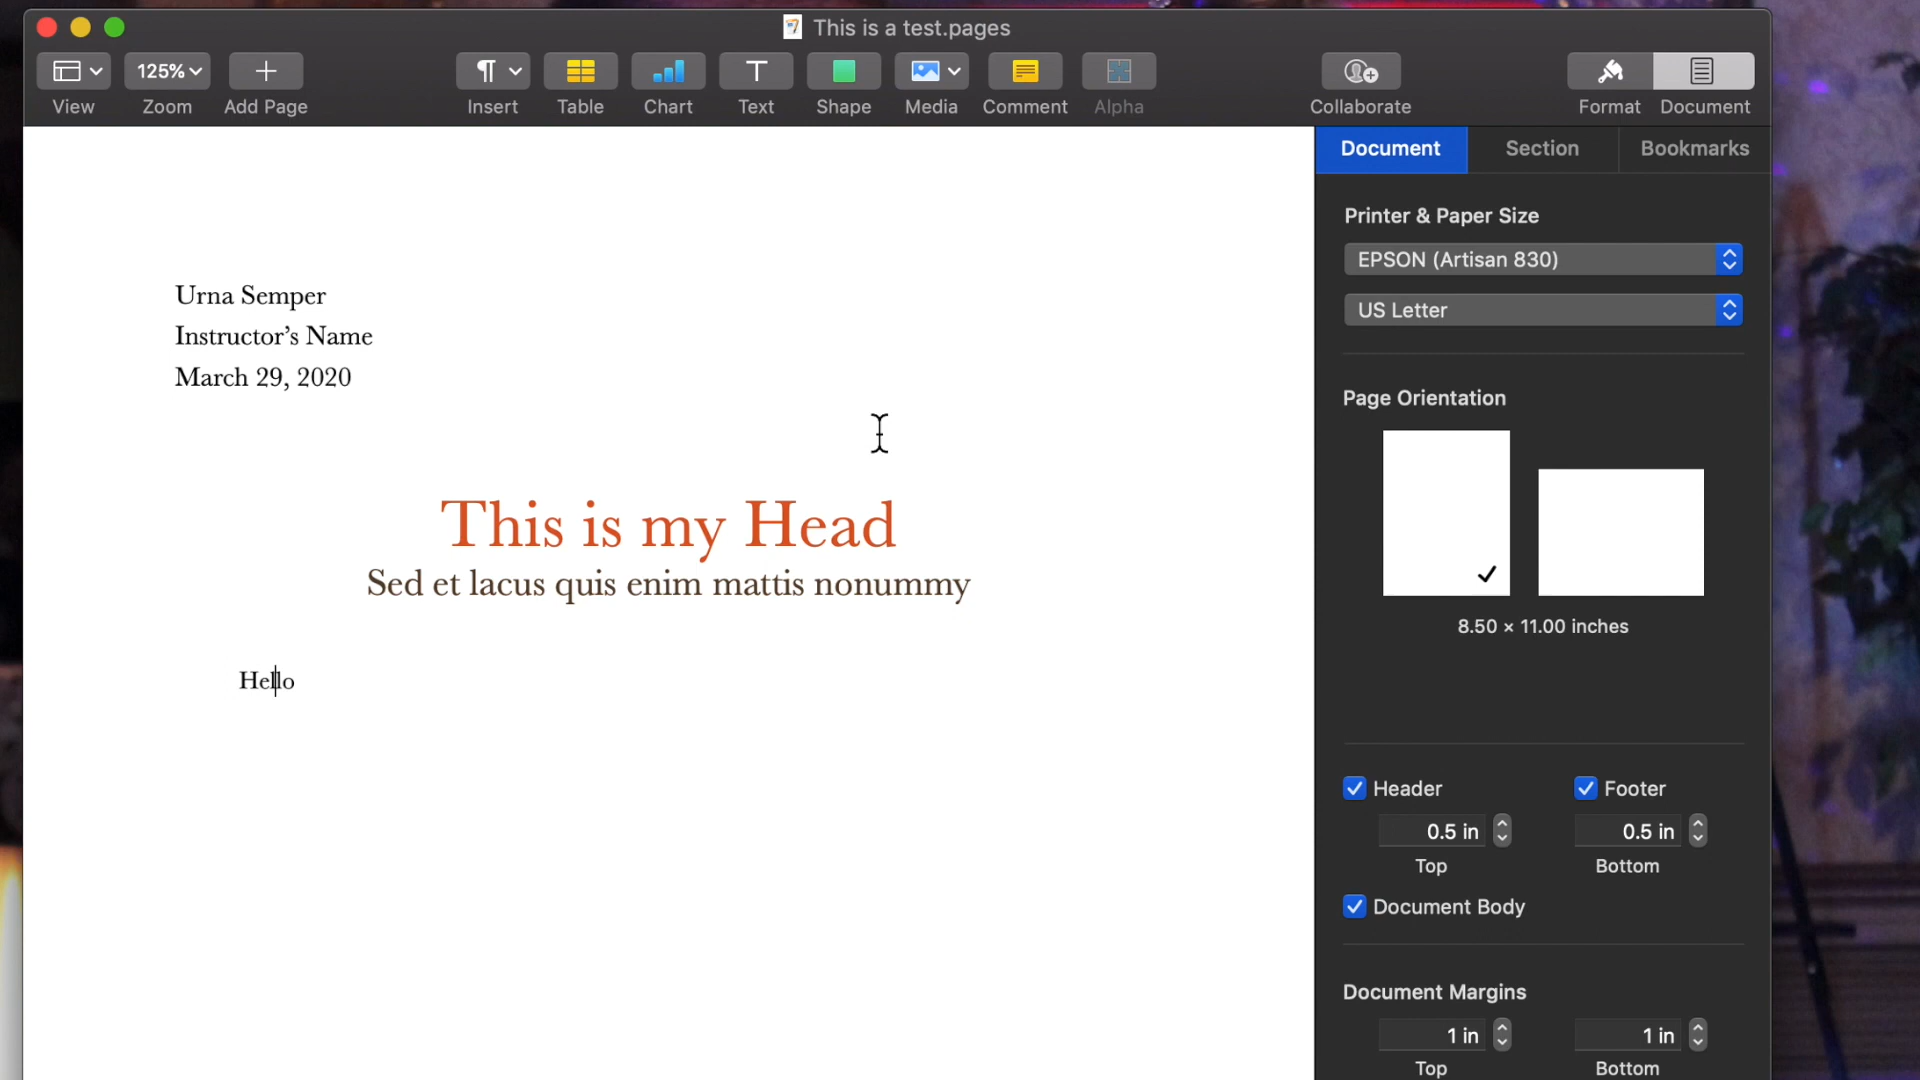 This is a test.pages
125%
View
Zoom
Add Page
Insert
Table
Chart
Text
Shape
Media
Comment
Alpha
Collaborate
Format
Document
Document
Section
Bookmarks
Printer & Paper Size
EPSON (Artisan 830)
US Letter
Page Orientation
8.50 × 11.00 inches
Header
Footer
0.5 in
0.5 in
Top
Bottom
Document Body
Document Margins
1 in
1 in
Top
Bottom
Urna Semper
Instructor’s Name
March 29, 2020
This is my Head
Sed et lacus quis enim mattis nonummy
Hello